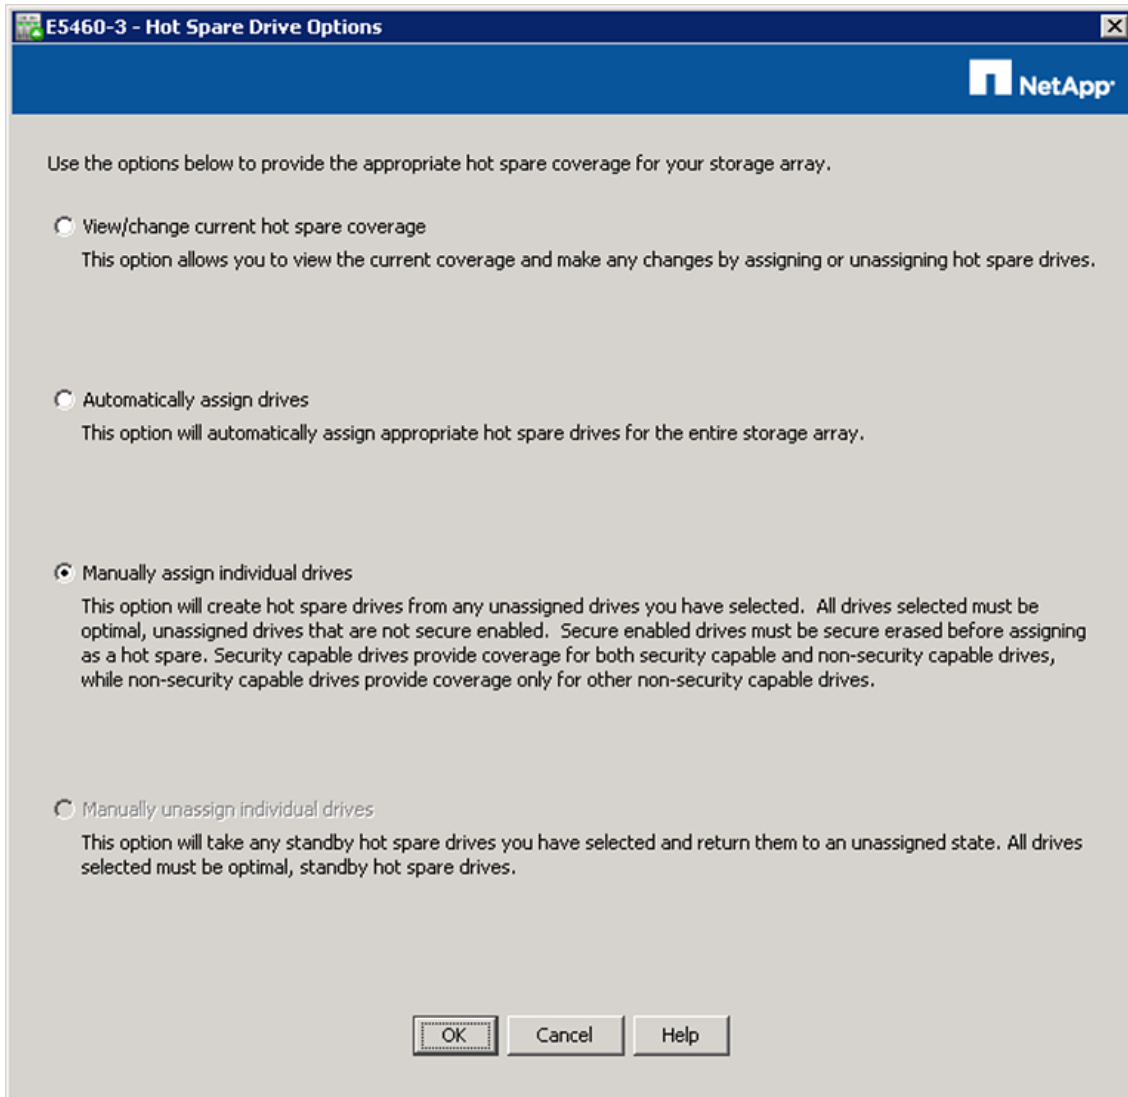 E5460-3 - Hot Spare Drive Options
NetApp
Use the options below to provide the appropriate hot spare coverage for your storage array.
View/change current hot spare coverage
This option allows you to view the current coverage and make any changes by assigning or unassigning hot spare drives.
Automatically assign drives
This option will automatically assign appropriate hot spare drives for the entire storage array.
Manually assign individual drives
This option will create hot spare drives from any unassigned drives you have selected.  All drives selected must be
optimal, unassigned drives that are not secure enabled.  Secure enabled drives must be secure erased before assigning
as a hot spare. Security capable drives provide coverage for both security capable and non-security capable drives,
while non-security capable drives provide coverage only for other non-security capable drives.
Manually unassign individual drives
This option will take any standby hot spare drives you have selected and return them to an unassigned state. All drives
selected must be optimal, standby hot spare drives.
OK Cancel Help